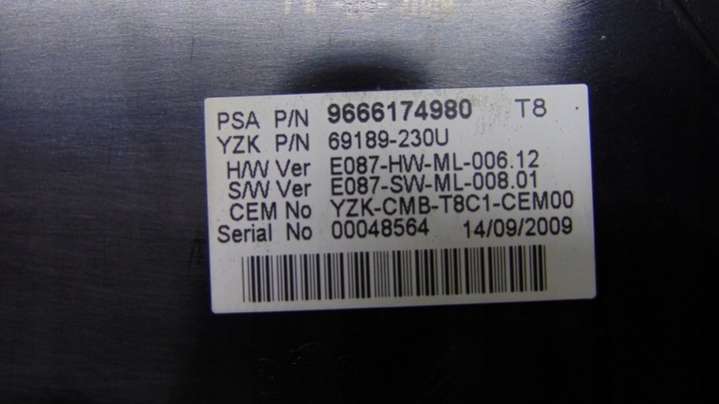 PSA P/N 9666174980 T8
YZK P/N 69189-230U
H/W Ver E087-HW-ML-006.12
S/W Ver E087-SW-ML-008.01
CEM No YZK-CMB-T8C1-CEM00
Serial No 00048564 14/09/2009